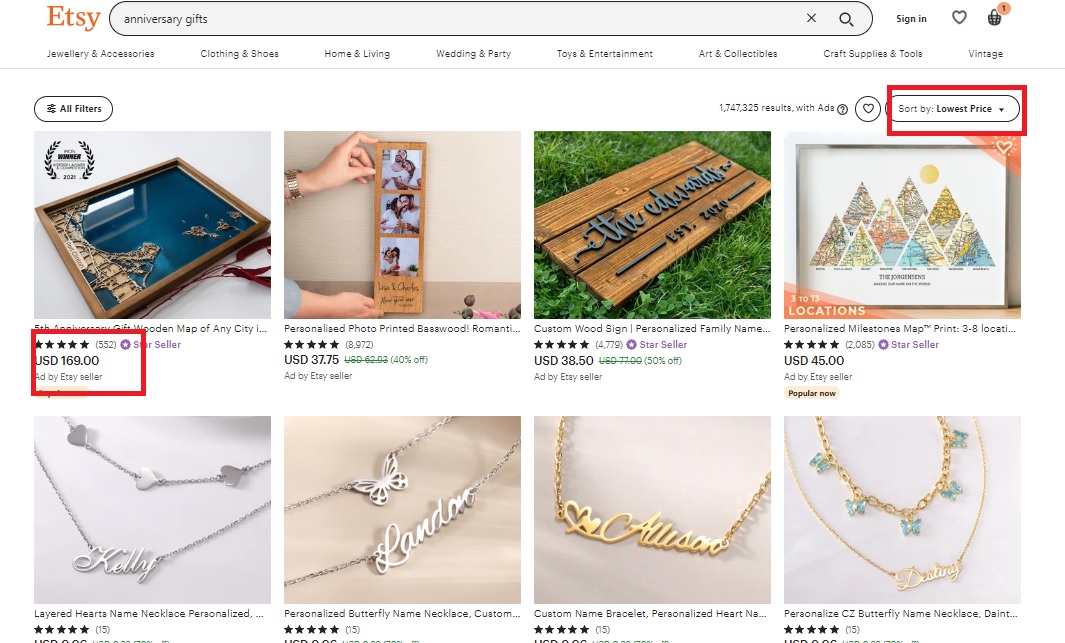 Etsy
anniversary gifts
Sign in
1
Jewellery & Accessories
Clothing & Shoes
Home & Living
Wedding & Party
Toys & Entertainment
Art & Collectibles
Craft Supplies & Tools
Vintage
All Filters
1,747,325 results, with Ads
Sort by: Lowest Price
WINNER
2021
Lisa & Charles
the edwards
EST. 2020
THE JORGENSENS
3 TO 13
LOCATIONS
5th Anniversary Gift Wooden Map of Any City i...
(552) Star Seller
USD 169.00
Ad by Etsy seller
Personalised Photo Printed Basswood! Romanti...
(8,972)
USD 37.75 USD 62.93 (40% off)
Ad by Etsy seller
Custom Wood Sign | Personalized Family Name...
(4,779) Star Seller
USD 38.50 USD 77.00 (50% off)
Ad by Etsy seller
Personalized Milestones Map™ Print: 3-8 locati...
(2,085) Star Seller
USD 45.00
Ad by Etsy seller
Popular now
Kelly
Landon
Allison
Destiny
Layered Hearts Name Necklace Personalized, ...
(15)
Personalized Butterfly Name Necklace, Custom...
(15)
Custom Name Bracelet, Personalized Heart Na...
(15)
Personalize CZ Butterfly Name Necklace, Daint...
(15)